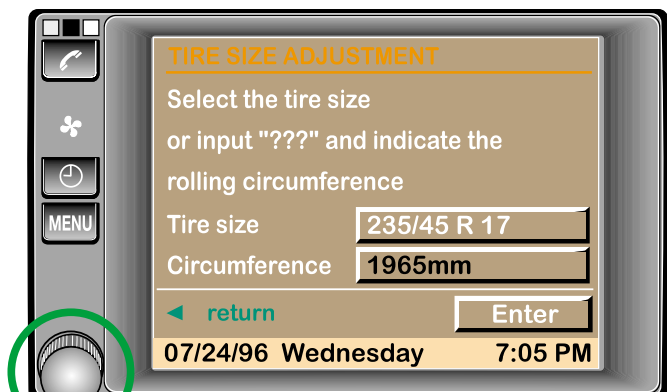 TIRE SIZE ADJUSTMENT
Select the tire size
or input "???" and indicate the
rolling circumference
Tire size 235/45 R 17
Circumference 1965mm
◄ return Enter
07/24/96 Wednesday 7:05 PM
MENU